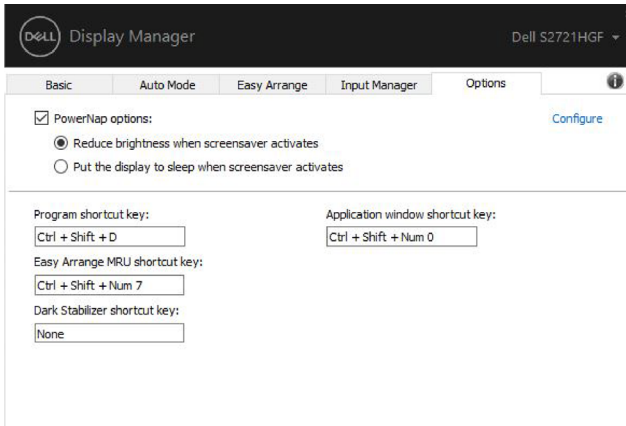 DELL Display Manager
Dell S2721HGF
Basic Auto Mode Easy Arrange Input Manager Options
PowerNap options:
Configure
Reduce brightness when screensaver activates
Put the display to sleep when screensaver activates
Program shortcut key:
Application window shortcut key:
Ctrl + Shift + D
Ctrl + Shift + Num 0
Easy Arrange MRU shortcut key:
Ctrl + Shift + Num 7
Dark Stabilizer shortcut key:
None